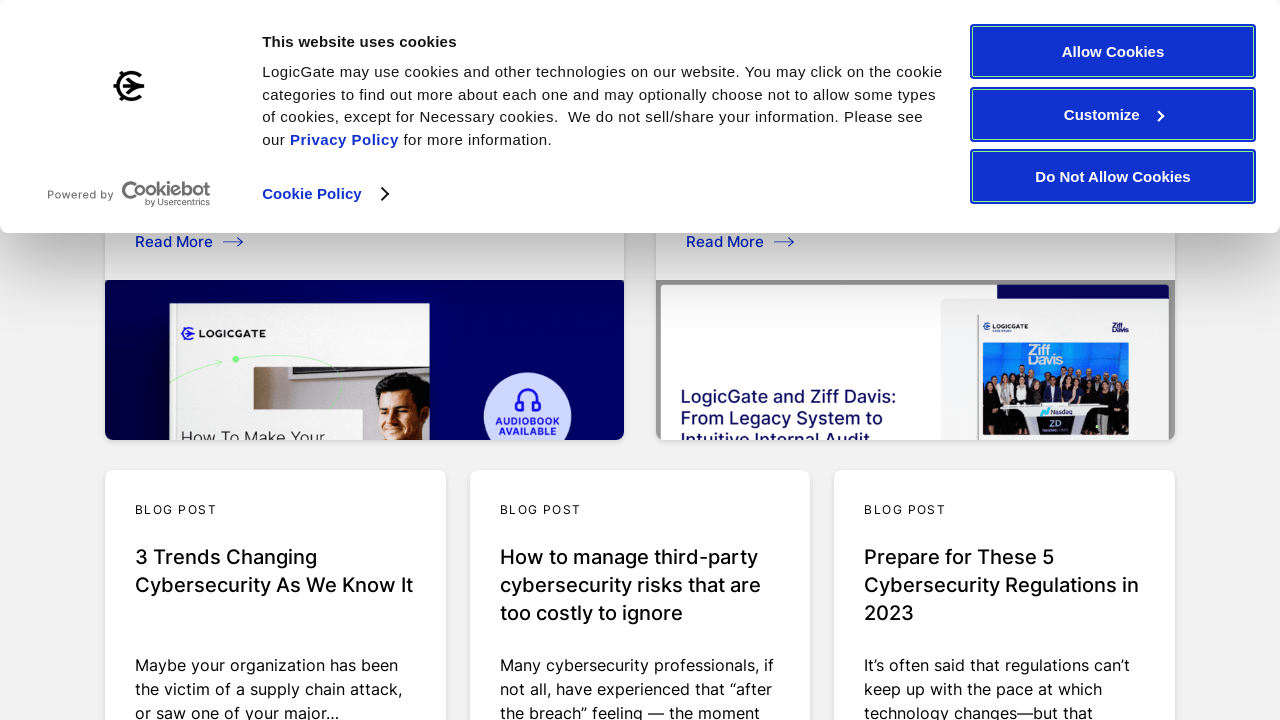 This website uses cookies
LogicGate may use cookies and other technologies on our website. You may click on the cookie
categories to find out more about each one and may optionally choose not to allow some types
of cookies, except for Necessary cookies.  We do not sell/share your information. Please see
our Privacy Policy for more information.
Cookie Policy
Powered by Cookiebot
by Usercentrics
Allow Cookies
Customize
Do Not Allow Cookies
Read More
Read More
LOGICGATE
How To Make Your
AUDIOBOOK
AVAILABLE
LogicGate and Ziff Davis:
From Legacy System to
Intuitive Internal Audit
LOGICGATE
CASE STUDY
Ziff
Davis
Ziff
Davis
Nasdaq
ZD
BLOG POST
3 Trends Changing
Cybersecurity As We Know It
Maybe your organization has been
the victim of a supply chain attack,
or saw one of your major…
BLOG POST
How to manage third-party
cybersecurity risks that are
too costly to ignore
Many cybersecurity professionals, if
not all, have experienced that “after
the breach” feeling — the moment
BLOG POST
Prepare for These 5
Cybersecurity Regulations in
2023
It’s often said that regulations can’t
keep up with the pace at which
technology changes—but that